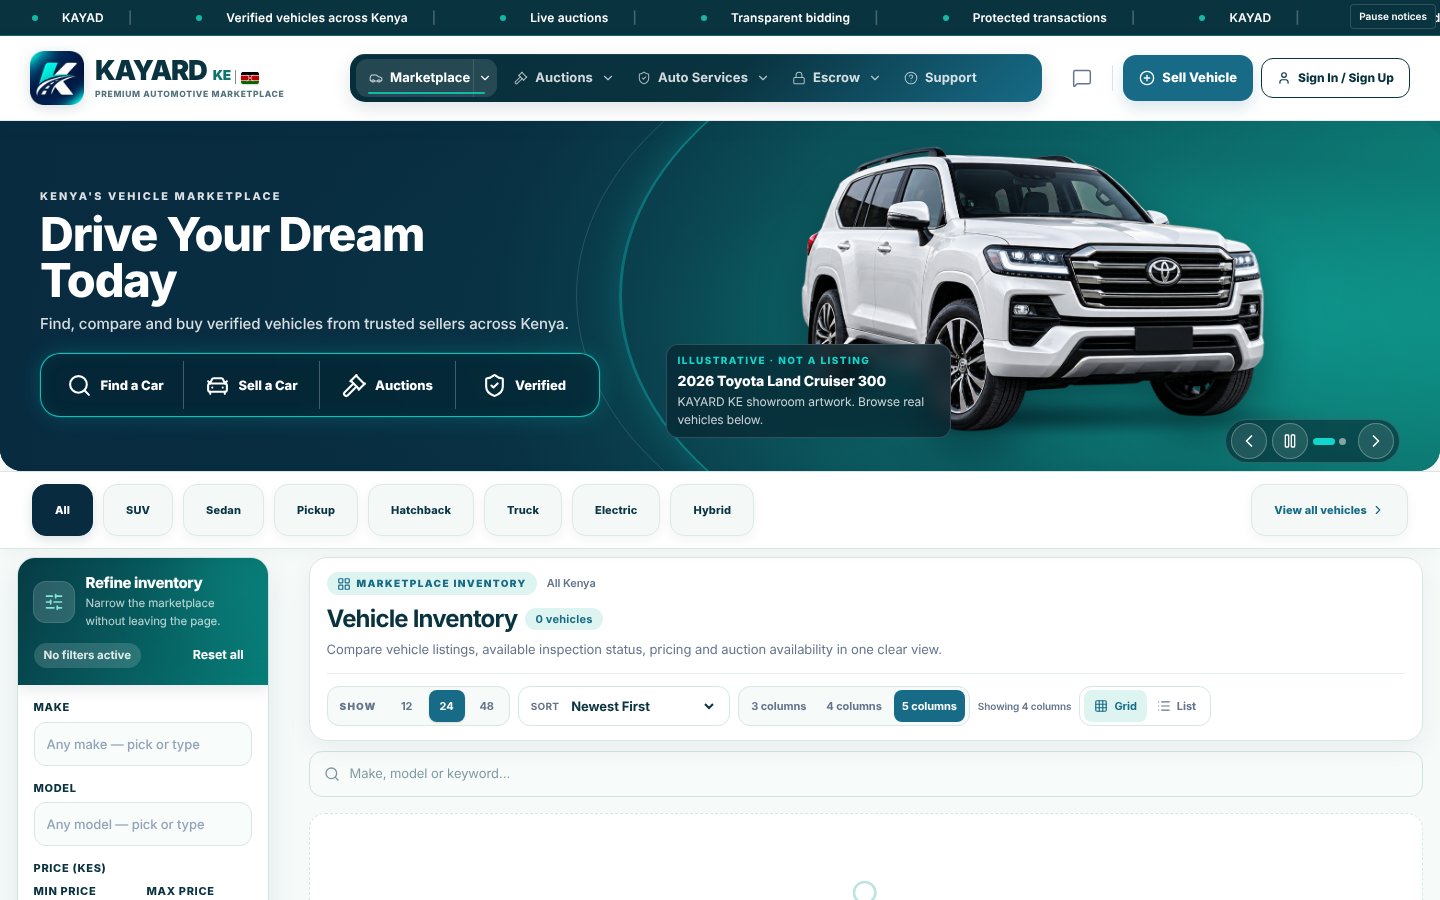 KAYAD
Verified vehicles across Kenya
Live auctions
Transparent bidding
Protected transactions
KAYAD
Pause notices
KAYARD KE
PREMIUM AUTOMOTIVE MARKETPLACE
Marketplace
Auctions
Auto Services
Escrow
Support
Sell Vehicle
Sign In / Sign Up
KENYA'S VEHICLE MARKETPLACE
Drive Your Dream
Today
Find, compare and buy verified vehicles from trusted sellers across Kenya.
Find a Car
Sell a Car
Auctions
Verified
ILLUSTRATIVE · NOT A LISTING
2026 Toyota Land Cruiser 300
KAYARD KE showroom artwork. Browse real
vehicles below.
All
SUV
Sedan
Pickup
Hatchback
Truck
Electric
Hybrid
View all vehicles
Refine inventory
Narrow the marketplace
without leaving the page.
No filters active
Reset all
MAKE
Any make — pick or type
MODEL
Any model — pick or type
PRICE (KES)
MIN PRICE
MAX PRICE
MARKETPLACE INVENTORY
All Kenya
Vehicle Inventory
0 vehicles
Compare vehicle listings, available inspection status, pricing and auction availability in one clear view.
SHOW
12
24
48
SORT
Newest First
3 columns
4 columns
5 columns
Showing 4 columns
Grid
List
Make, model or keyword...